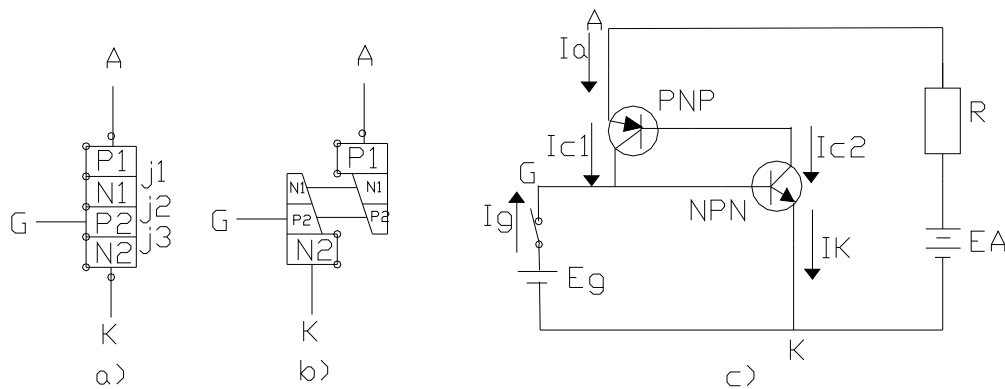 A
P1
N1
P2
N2
j1
j2
j3
G
K
a)
A
P1
N1
N1
P2
P2
N2
G
K
b)
A
Ia
PNP
Ic1
Ic2
G
NPN
Ig
IK
Eg
R
EA
K
c)